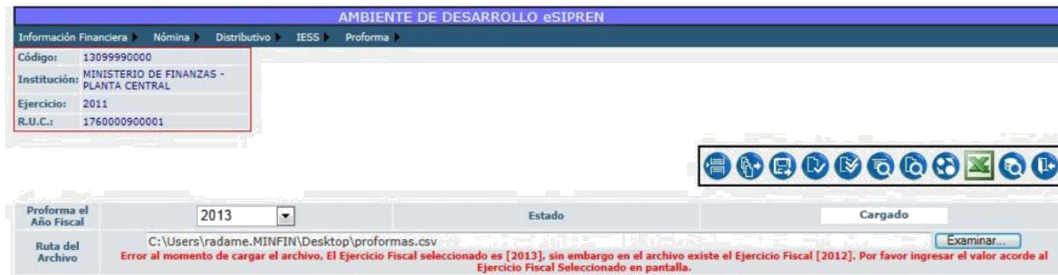 AMBIENTE DE DESARROLLO eSIPREN
Información Financiera Nómina Distributivo IESS Proforma
Código: 13099990000
Institución: MINISTERIO DE FINANZAS -
PLANTA CENTRAL
Ejercicio: 2011
R.U.C.: 1760000900001
Proforma el
Año Fiscal
2013
Estado
Cargado
Ruta del
Archivo
C:\Users\radame.MINFIN\Desktop\proformas.csv
Examinar...
Error al momento de cargar el archivo, El Ejercicio Fiscal seleccionado es [2013], sin embargo en el archivo existe el Ejercicio Fiscal [2012]. Por favor ingresar el valor acorde al
Ejercicio Fiscal Seleccionado en pantalla.